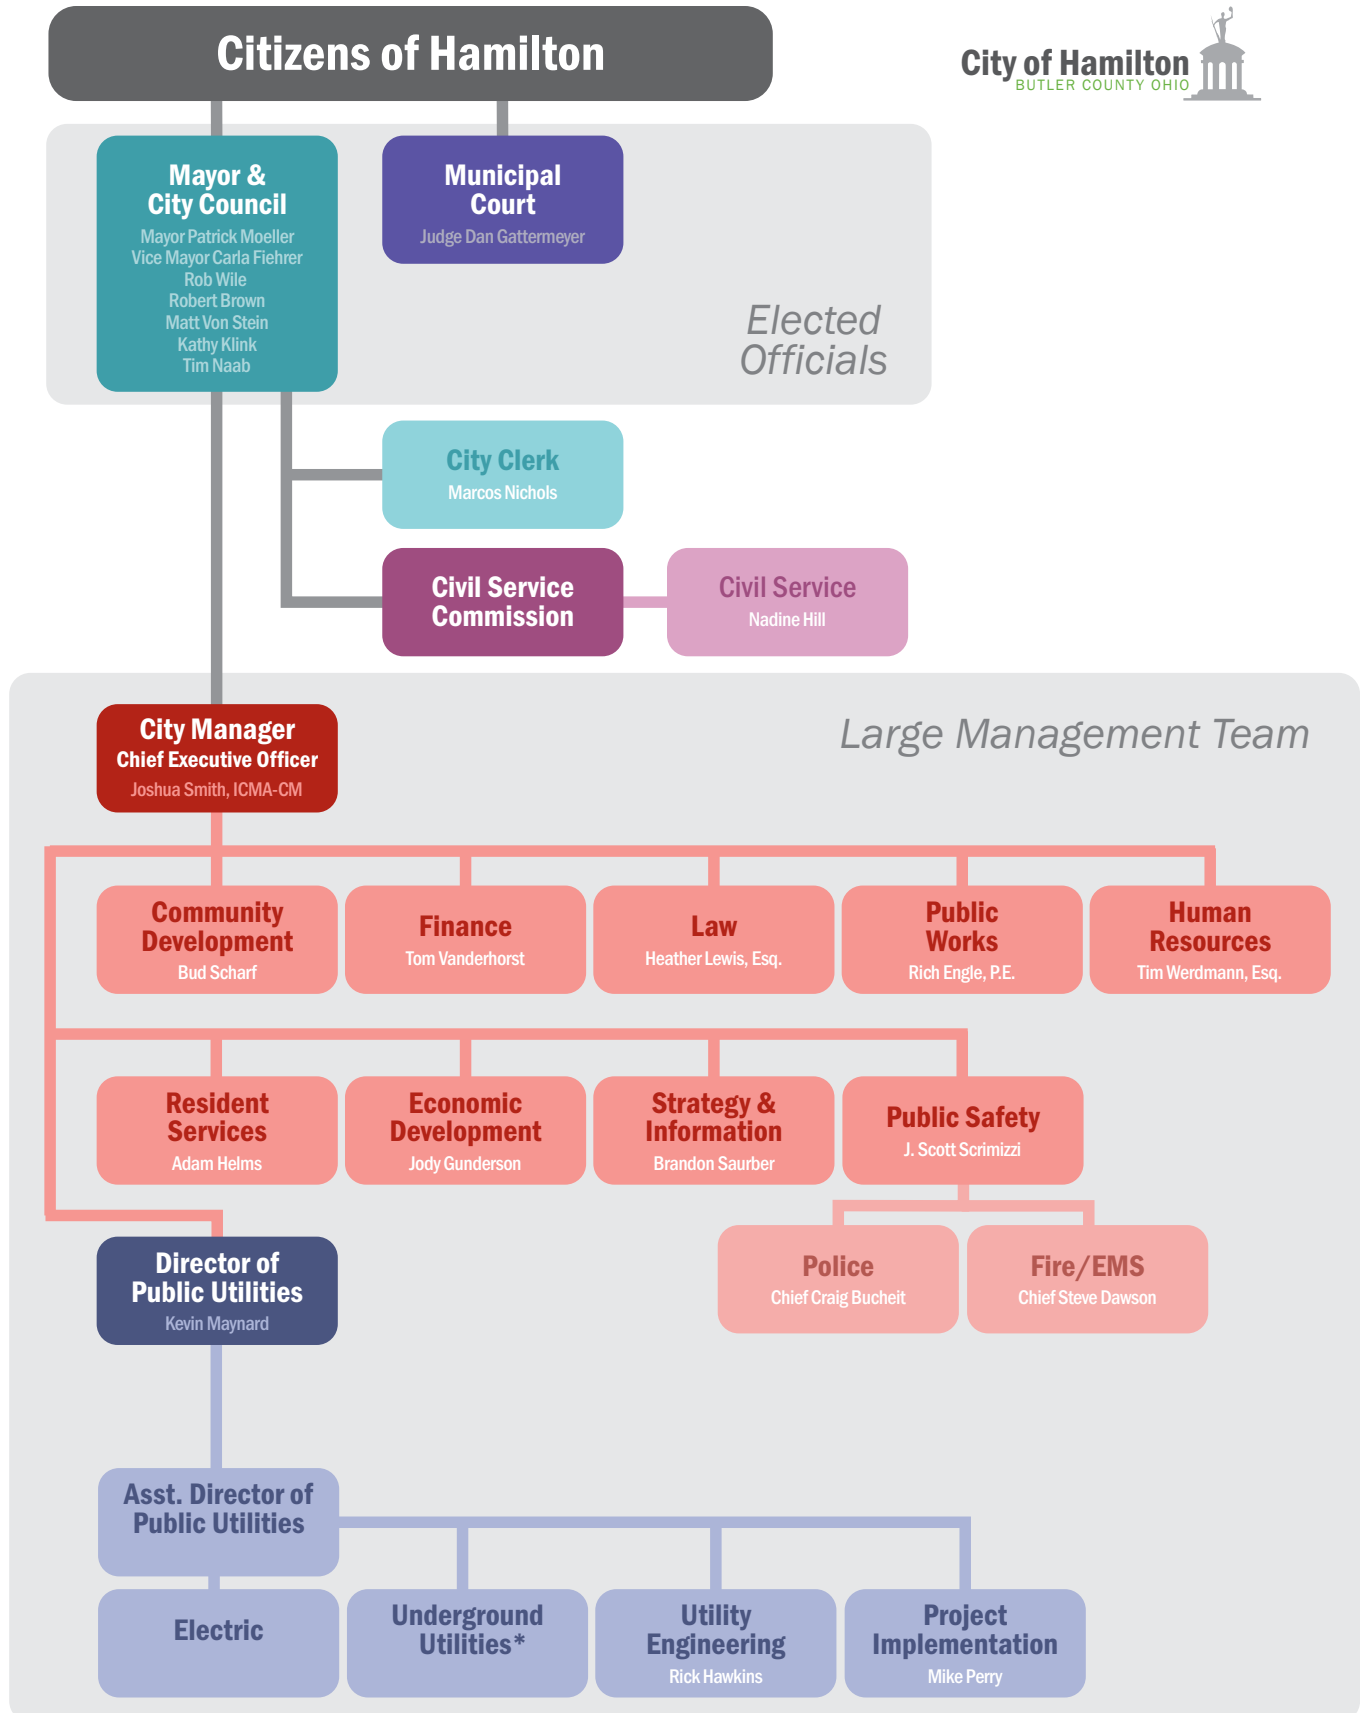 Citizens of Hamilton
City of Hamilton
BUTLER COUNTY OHIO
Mayor &
City Council
Mayor Patrick Moeller
Vice Mayor Carla Fiehrer
Rob Wile
Robert Brown
Matt Von Stein
Kathy Klink
Tim Naab
Municipal
Court
Judge Dan Gattermeyer
Elected
Officials
City Clerk
Marcos Nichols
Civil Service
Commission
Civil Service
Nadine Hill
Large Management Team
City Manager
Chief Executive Officer
Joshua Smith, ICMA-CM
Community
Development
Bud Scharf
Finance
Tom Vanderhorst
Law
Heather Lewis, Esq.
Public
Works
Rich Engle, P.E.
Human
Resources
Tim Werdmann, Esq.
Resident
Services
Adam Helms
Economic
Development
Jody Gunderson
Strategy &
Information
Brandon Saurber
Public Safety
J. Scott Scrimizzi
Police
Chief Craig Bucheit
Fire/EMS
Chief Steve Dawson
Director of
Public Utilities
Kevin Maynard
Asst. Director of
Public Utilities
Electric
Underground
Utilities*
Utility
Engineering
Rick Hawkins
Project
Implementation
Mike Perry